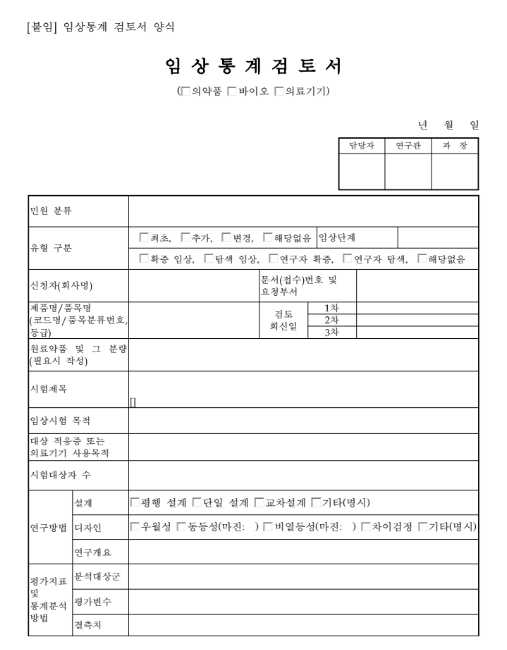 [붙임] 임상통계 검토서 양식
임 상 통 계 검 토 서
(□의약품 □바이오 □의료기기)
년 월 일
담당자 연구관 과 장
민원 분류
유형 구분
□최초, □추가, □변경, □해당없음 임상단계
□확증 임상, □탐색 임상, □연구자 확증, □연구자 탐색, □해당없음
신청자(회사명)
문서(접수)번호 및
요청부서
제품명/품목명
(코드명/품목분류번호,
등급)
검토
회신일
1차
2차
3차
원료약품 및 그 분량
(필요시 작성)
시험제목
[]
임상시험 목적
대상 적응증 또는
의료기기 사용목적
시험대상자 수
연구방법
설계
□평행 설계 □단일 설계 □교차설계 □기타(명시)
디자인
□우월성 □동등성(마진: ) □비열등성(마진: ) □차이검정 □기타(명시)
연구개요
평가지표
및
통계분석
방법
분석대상군
평가변수
결측치